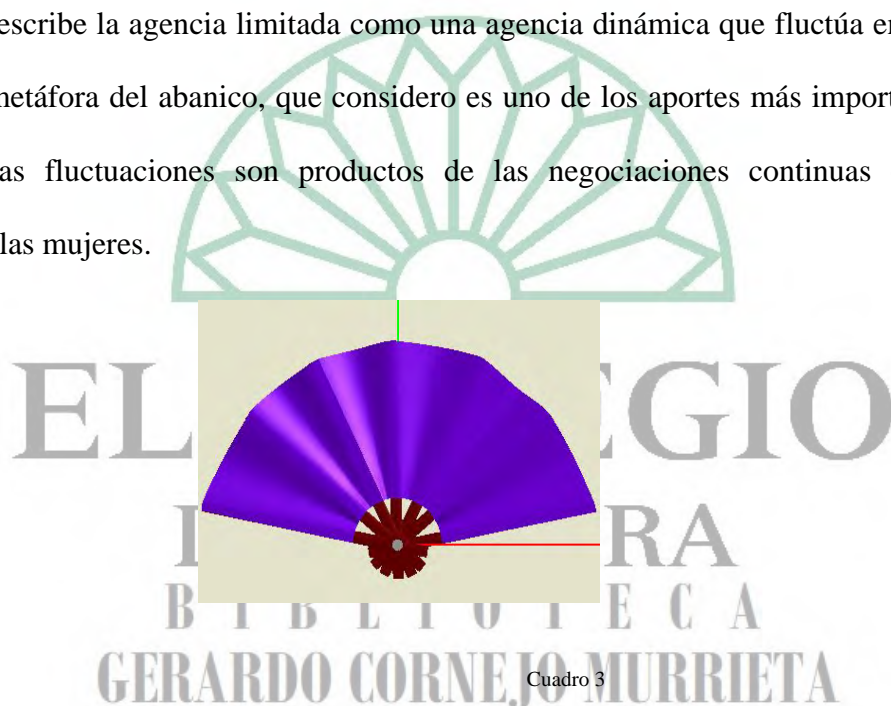 escribe la agencia limitada como una agencia dinámica que fluctúa en
metáfora del abanico, que considero es uno de los aportes más import
as fluctuaciones son productos de las negociaciones continuas
las mujeres.
EL EGIO
RA
BIBLIOTECA
GERARDO CORNEJO MURRIETA
Cuadro 3